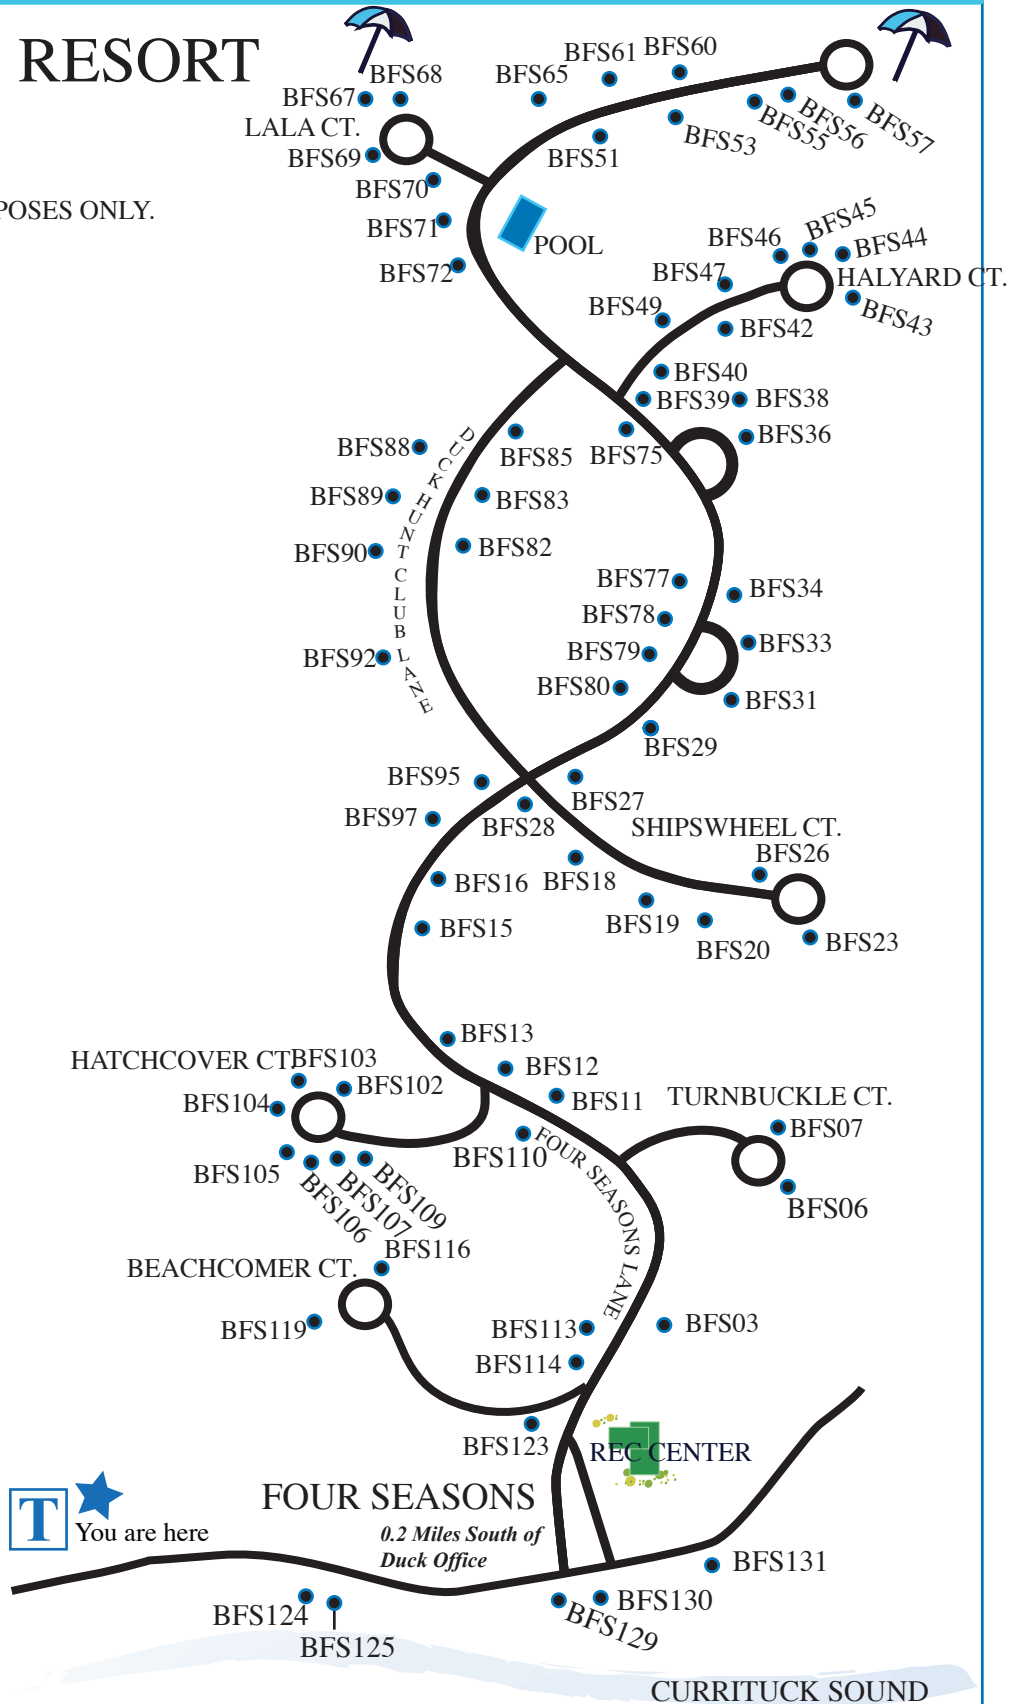 RESORT
BFS61 BFS60
BFS68 BFS65
BFS67
LALA CT.
BFS69
BFS51 BFS53 BFS55 BFS56 BFS57
BFS70
POSES ONLY.
BFS71
POOL
BFS72
BFS46 BFS45 BFS44
BFS47 HALYARD CT.
BFS49 BFS42 BFS43
BFS40
BFS39 BFS38
BFS36
BFS88 BFS85 BFS75
DUCK HUNT CLUB LANE
BFS89 BFS83
BFS90 BFS82
BFS77 BFS34
BFS78
BFS79 BFS33
BFS92
BFS80 BFS31
BFS29
BFS95 BFS27
BFS97 BFS28 SHIPSWHEEL CT.
BFS26
BFS16 BFS18
BFS15 BFS19 BFS20 BFS23
BFS13
HATCHCOVER CT.
BFS103
BFS12
BFS102
BFS104 BFS11 TURNBUCKLE CT.
BFS07
BFS110
FOUR SEASONS LANE
BFS105 BFS106 BFS107 BFS109
BFS06
BFS116
BEACHCOMER CT.
BFS119 BFS113 BFS03
BFS114
BFS123
REC CENTER
FOUR SEASONS
T You are here
0.2 Miles South of
Duck Office
BFS131
BFS124 BFS129 BFS130
BFS125
CURRITUCK SOUND